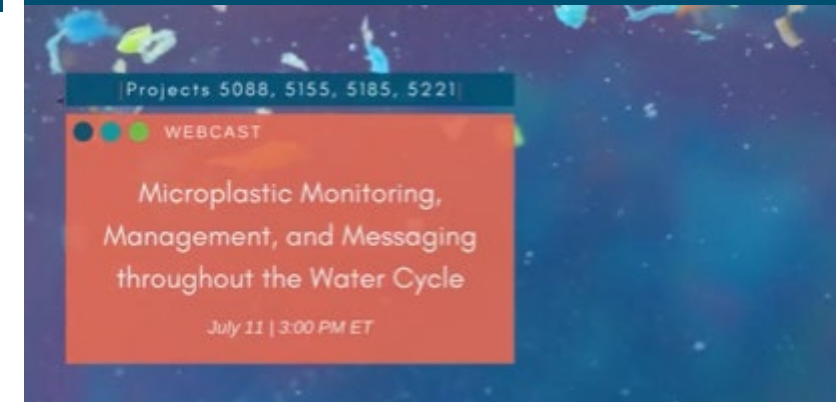 |Projects 5088, 5155, 5185, 5221|
WEBCAST
Microplastic Monitoring,
Management, and Messaging
throughout the Water Cycle
July 11 | 3:00 PM ET